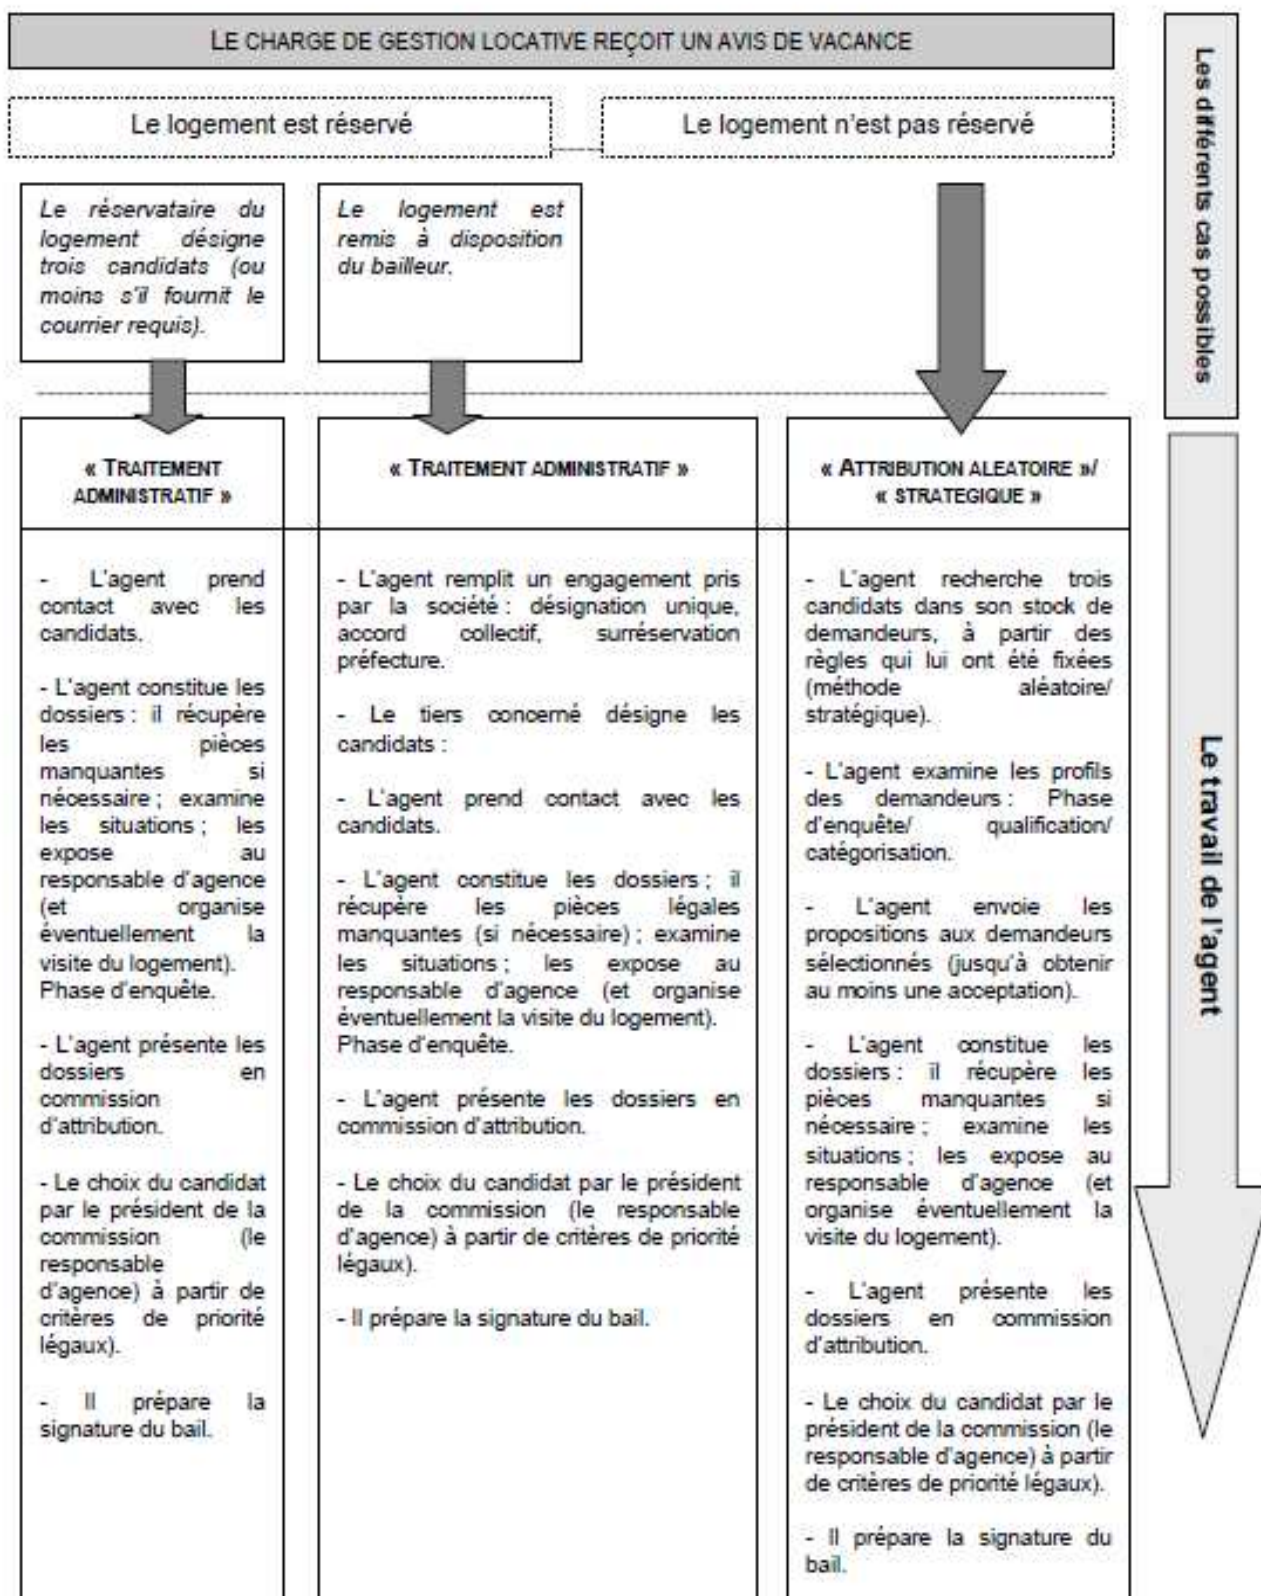 LE CHARGE DE GESTION LOCATIVE REÇOIT UN AVIS DE VACANCE
Le logement est réservé
Le logement n'est pas réservé
Le réservataire du
logement désigne
trois candidats (ou
moins s'il fournit le
courrier requis).
Le logement est
remis à disposition
du bailleur.
Les différents cas possibles
« TRAITEMENT
ADMINISTRATIF »
- L'agent prend
contact avec les
candidats.
- L'agent constitue les
dossiers : il récupère
les pièces
manquantes si
nécessaire ; examine
les situations ; les
expose au
responsable d'agence
(et organise
éventuellement la
visite du logement).
Phase d'enquête.
- L'agent présente les
dossiers en
commission
d'attribution.
- Le choix du candidat
par le président de la
commission (le
responsable
d'agence) à partir de
critères de priorité
légaux).
- Il prépare la
signature du bail.
« TRAITEMENT ADMINISTRATIF »
- L'agent remplit un engagement pris
par la société : désignation unique,
accord collectif, surréservation
préfecture.
- Le tiers concerné désigne les
candidats :
- L'agent prend contact avec les
candidats.
- L'agent constitue les dossiers ; il
récupère les pièces légales
manquantes (si nécessaire) ; examine
les situations ; les expose au
responsable d'agence (et organise
éventuellement la visite du logement).
Phase d'enquête.
- L'agent présente les dossiers en
commission d'attribution.
- Le choix du candidat par le président
de la commission (le responsable
d'agence) à partir de critères de priorité
légaux).
- Il prépare la signature du bail.
« ATTRIBUTION ALEATOIRE »/
« STRATEGIQUE »
- L'agent recherche trois
candidats dans son stock de
demandeurs, à partir des
règles qui lui ont été fixées
(méthode aléatoire/
stratégique).
- L'agent examine les profils
des demandeurs : Phase
d'enquête/ qualification/
catégorisation.
- L'agent envoie les
propositions aux demandeurs
sélectionnés (jusqu'à obtenir
au moins une acceptation).
- L'agent constitue les
dossiers : il récupère les
pièces manquantes si
nécessaire ; examine les
situations ; les expose au
responsable d'agence (et
organise éventuellement la
visite du logement).
- L'agent présente les
dossiers en commission
d'attribution.
- Le choix du candidat par le
président de la commission (le
responsable d'agence) à partir
de critères de priorité légaux).
- Il prépare la signature du
bail.
Le travail de l'agent